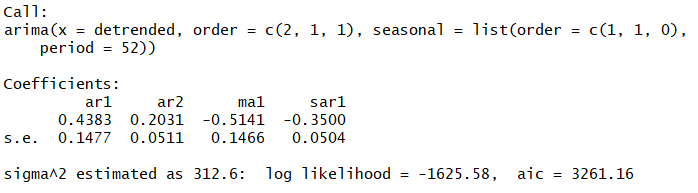 Call:
arima(x = detrended, order = c(2, 1, 1), seasonal = list(order = c(1, 1, 0),
    period = 52))
Coefficients:
         ar1     ar2      ma1     sar1
      0.4383  0.2031  -0.5141  -0.3500
s.e.  0.1477  0.0511   0.1466   0.0504
sigma^2 estimated as 312.6:  log likelihood = -1625.58,  aic = 3261.16